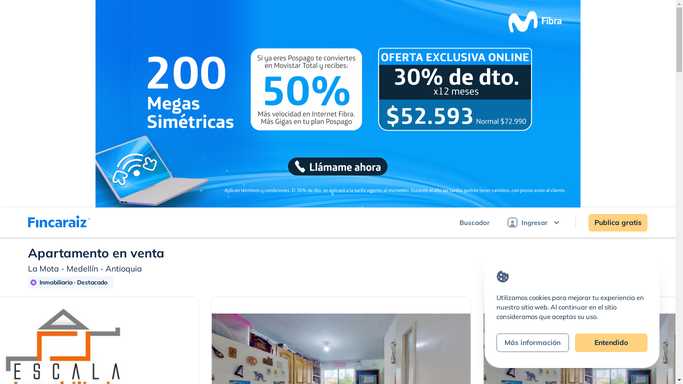 Fibra
200
Megas
Simétricas
Si ya eres Pospago te conviertes
en Movistar Total y recibes:
50%
Más velocidad en Internet Fibra.
Más Gigas en tu plan Pospago
OFERTA EXCLUSIVA ONLINE
30% de dto.
x12 meses
$52.593 Normal $72.990
Llámame ahora
Fincaraiz
Buscador
Ingresar
Publica gratis
Apartamento en venta
La Mota - Medellín - Antioquia
Inmobiliaria - Destacado
Utilizamos cookies para mejorar tu experiencia en
nuestro sitio web. Al continuar en el sitio
consideramos que aceptas su uso.
Más información
Entendido
ESCALA